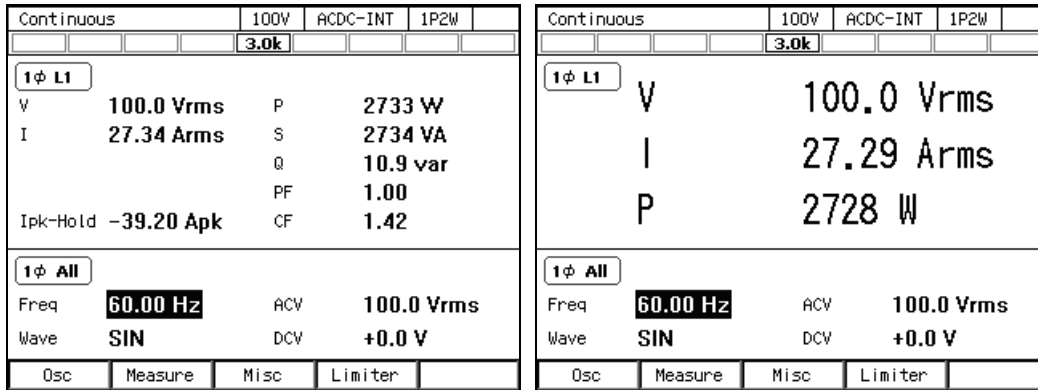 Continuous 100V ACDC-INT 1P2W
3.0k
1φ L1
V 100.0 Vrms P 2733 W
I 27.34 Arms S 2734 VA
Q 10.9 var
PF 1.00
Ipk-Hold -39.20 Apk CF 1.42
1φ All
Freq 60.00 Hz ACV 100.0 Vrms
Wave SIN DCV +0.0 V
Osc Measure Misc Limiter
Continuous 100V ACDC-INT 1P2W
3.0k
1φ L1
V 100.0 Vrms
I 27.29 Arms
P 2728 W
1φ All
Freq 60.00 Hz ACV 100.0 Vrms
Wave SIN DCV +0.0 V
Osc Measure Misc Limiter